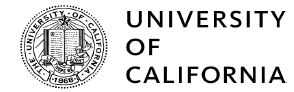 THE · UNIVERSITY · OF · CALIFORNIA
· 1868 ·
UNIVERSITY
OF
CALIFORNIA